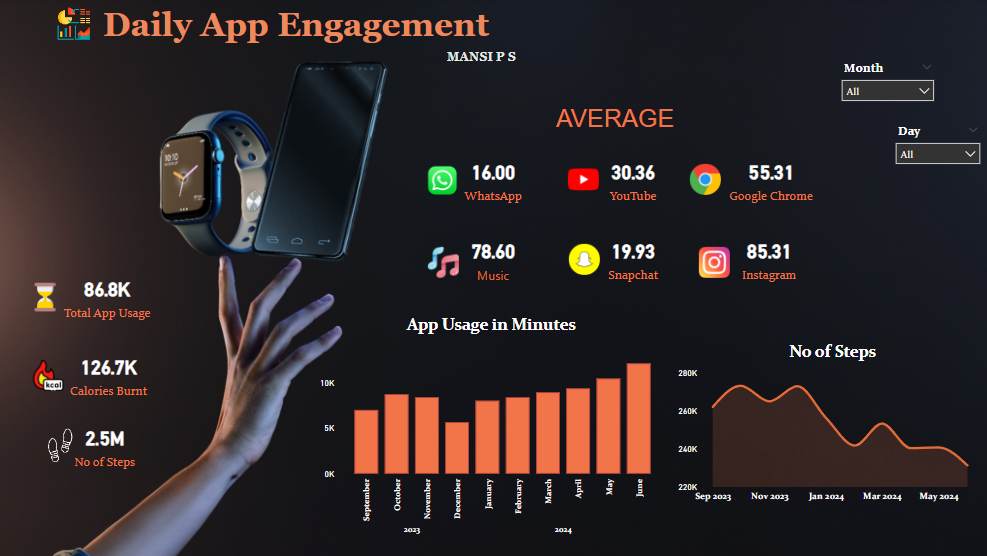 Daily App Engagement
MANSI P S
Month
All
Day
All
AVERAGE
16.00
WhatsApp
30.36
YouTube
55.31
Google Chrome
78.60
Music
19.93
Snapchat
85.31
Instagram
10:10
86.8K
Total App Usage
kcal
126.7K
Calories Burnt
2.5M
No of Steps
App Usage in Minutes
10K
5K
0K
September
October
November
December
January
February
March
April
May
June
2023
2024
No of Steps
280K
260K
240K
220K
Sep 2023
Nov 2023
Jan 2024
Mar 2024
May 2024